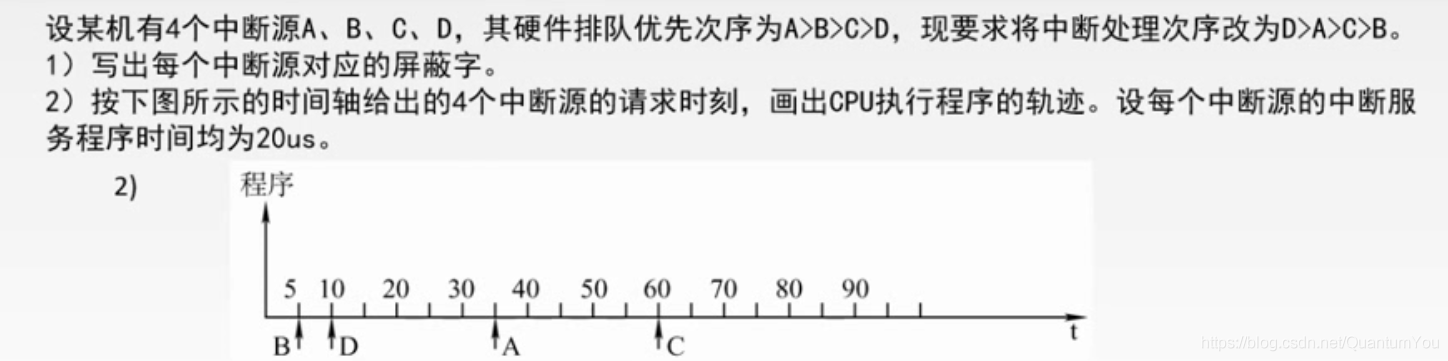 设某机有4个中断源A、B、C、D，其硬件排队优先次序为A>B>C>D，现要求将中断处理次序改为D>A>C>B。
1）写出每个中断源对应的屏蔽字。
2）按下图所示的时间轴给出的4个中断源的请求时刻，画出CPU执行程序的轨迹。设每个中断源的中断服
务程序时间均为20us。
2)
程序
5 10 20 30 40 50 60 70 80 90
B D A C t
https://blog.csdn.net/QuantumYou